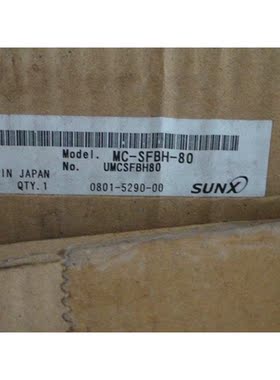 Model. MC-SFBH-80
No. UMCSFBH80
IN JAPAN
QTY.1 0801-5290-00 SUNX